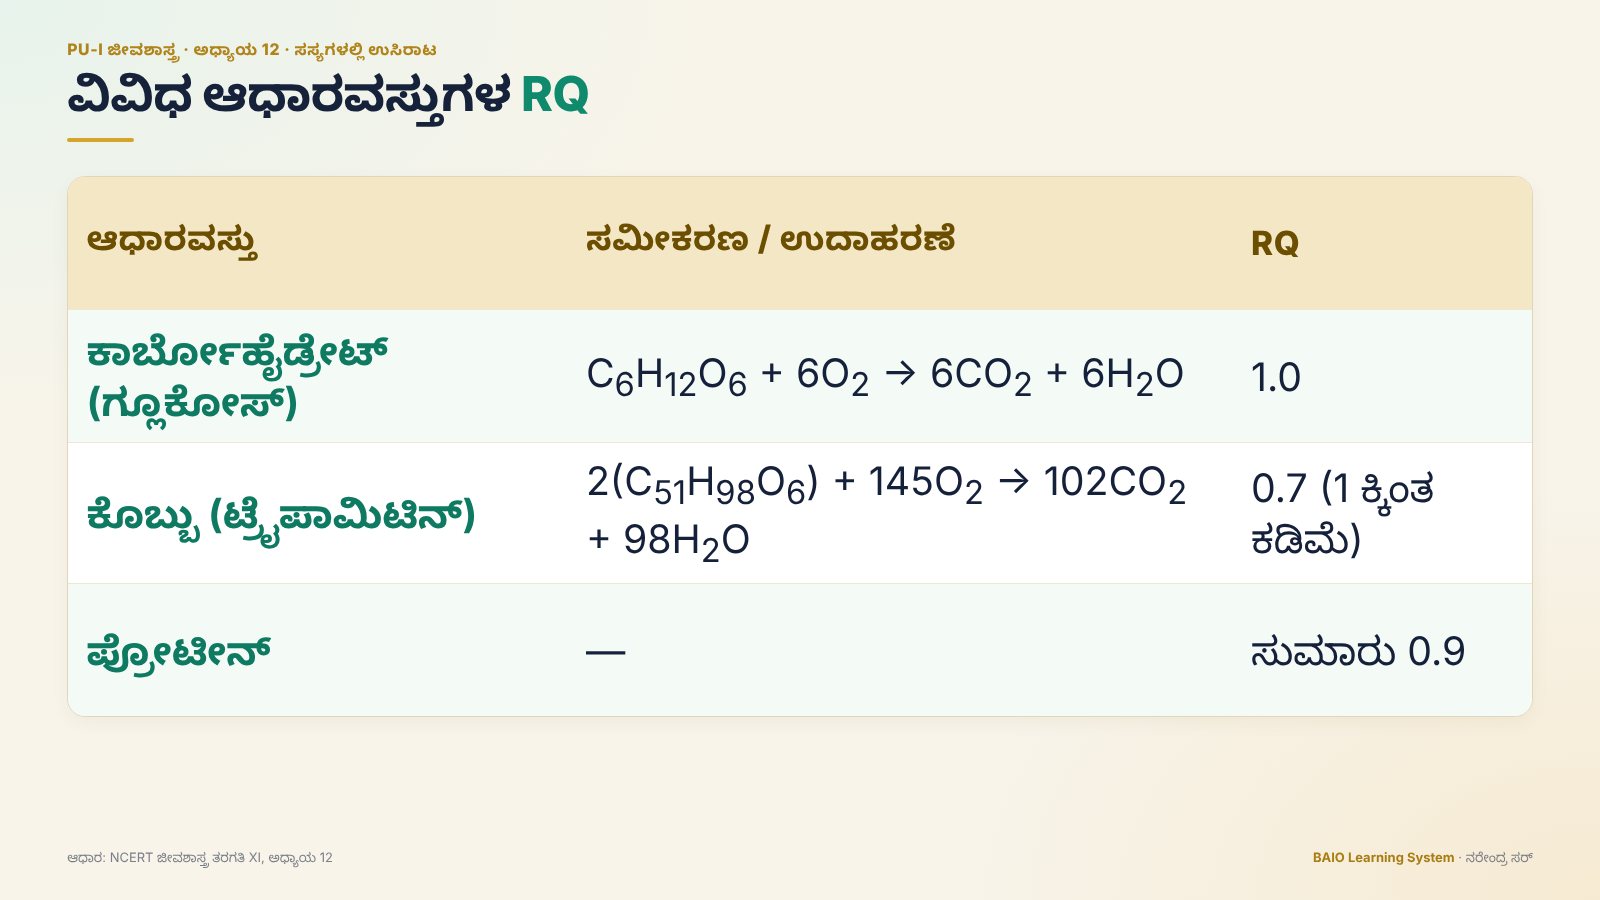 PU-I ಜೀವಶಾಸ್ತ್ರ · ಅಧ್ಯಾಯ 12 · ಸಸ್ಯಗಳಲ್ಲಿ ಉಸಿರಾಟ
ವಿವಿಧ ಆಧಾರವಸ್ತುಗಳ RQ
ಆಧಾರವಸ್ತು
ಸಮೀಕರಣ / ಉದಾಹರಣೆ
RQ
ಕಾರ್ಬೋಹೈಡ್ರೇಟ್
(ಗ್ಲೂಕೋಸ್)
C₆H₁₂O₆ + 6O₂ → 6CO₂ + 6H₂O
1.0
ಕೊಬ್ಬು (ಟ್ರೈಪಾಮಿಟಿನ್)
2(C₅₁H₉₈O₆) + 145O₂ → 102CO₂
+ 98H₂O
0.7 (1 ಕ್ಕಿಂತ
ಕಡಿಮೆ)
ಪ್ರೋಟೀನ್
—
ಸುಮಾರು 0.9
ಆಧಾರ: NCERT ಜೀವಶಾಸ್ತ್ರ ತರಗತಿ XI, ಅಧ್ಯಾಯ 12
BAIO Learning System · ನರೇಂದ್ರ ಸರ್